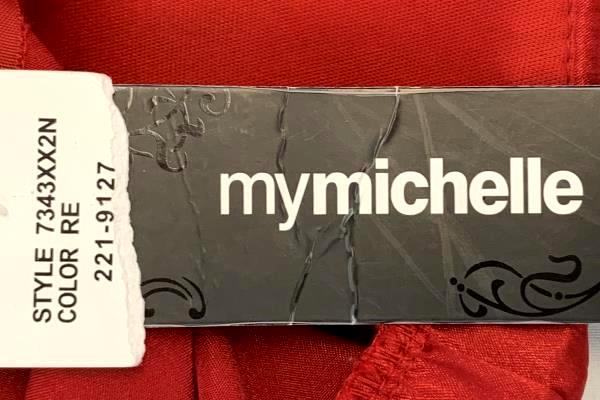 STYLE 7343XX2N
COLOR RE
221-9127
mymichelle